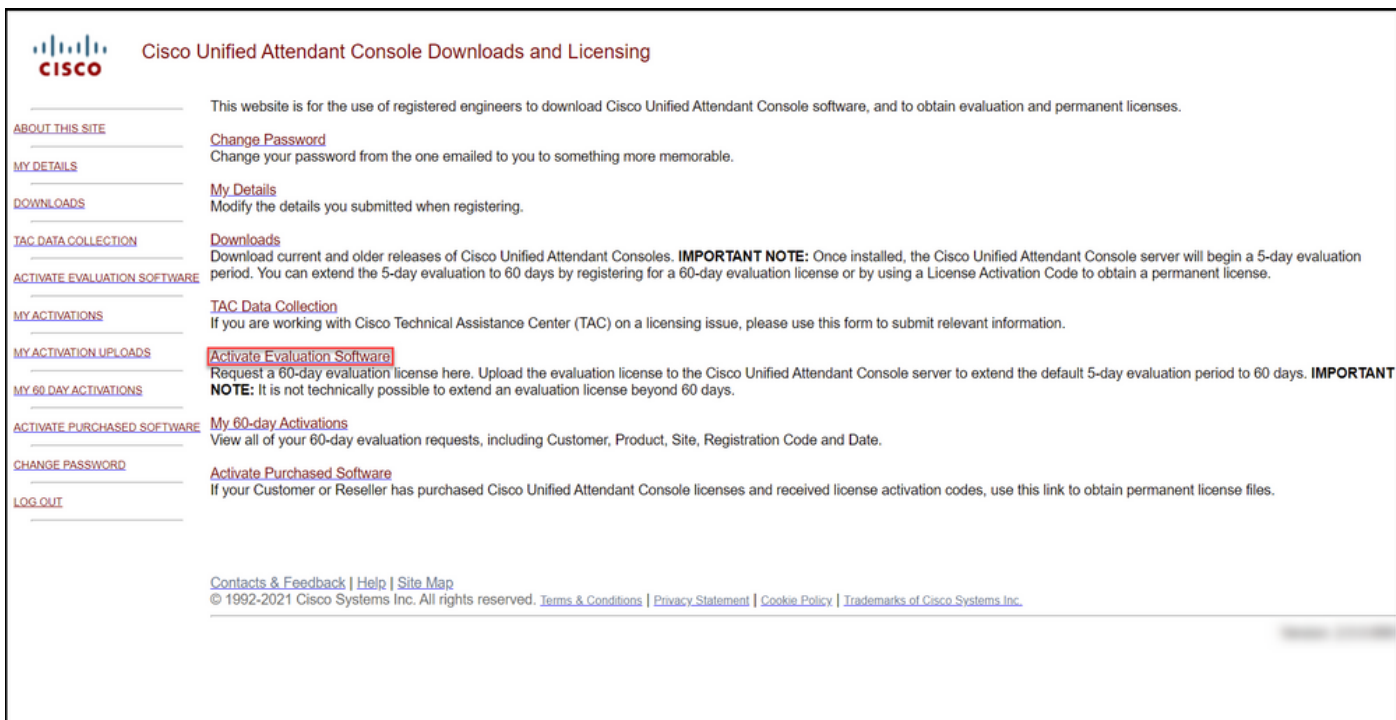 CISCO
Cisco Unified Attendant Console Downloads and Licensing
ABOUT THIS SITE
MY DETAILS
DOWNLOADS
TAC DATA COLLECTION
ACTIVATE EVALUATION SOFTWARE
MY ACTIVATIONS
MY ACTIVATION UPLOADS
MY 60 DAY ACTIVATIONS
ACTIVATE PURCHASED SOFTWARE
CHANGE PASSWORD
LOG OUT
This website is for the use of registered engineers to download Cisco Unified Attendant Console software, and to obtain evaluation and permanent licenses.
Change Password
Change your password from the one emailed to you to something more memorable.
My Details
Modify the details you submitted when registering.
Downloads
Download current and older releases of Cisco Unified Attendant Consoles. IMPORTANT NOTE: Once installed, the Cisco Unified Attendant Console server will begin a 5-day evaluation
period. You can extend the 5-day evaluation to 60 days by registering for a 60-day evaluation license or by using a License Activation Code to obtain a permanent license.
TAC Data Collection
If you are working with Cisco Technical Assistance Center (TAC) on a licensing issue, please use this form to submit relevant information.
Activate Evaluation Software
Request a 60-day evaluation license here. Upload the evaluation license to the Cisco Unified Attendant Console server to extend the default 5-day evaluation period to 60 days. IMPORTANT
NOTE: It is not technically possible to extend an evaluation license beyond 60 days.
My 60-day Activations
View all of your 60-day evaluation requests, including Customer, Product, Site, Registration Code and Date.
Activate Purchased Software
If your Customer or Reseller has purchased Cisco Unified Attendant Console licenses and received license activation codes, use this link to obtain permanent license files.
Contacts & Feedback | Help | Site Map
© 1992-2021 Cisco Systems Inc. All rights reserved. Terms & Conditions | Privacy Statement | Cookie Policy | Trademarks of Cisco Systems Inc.